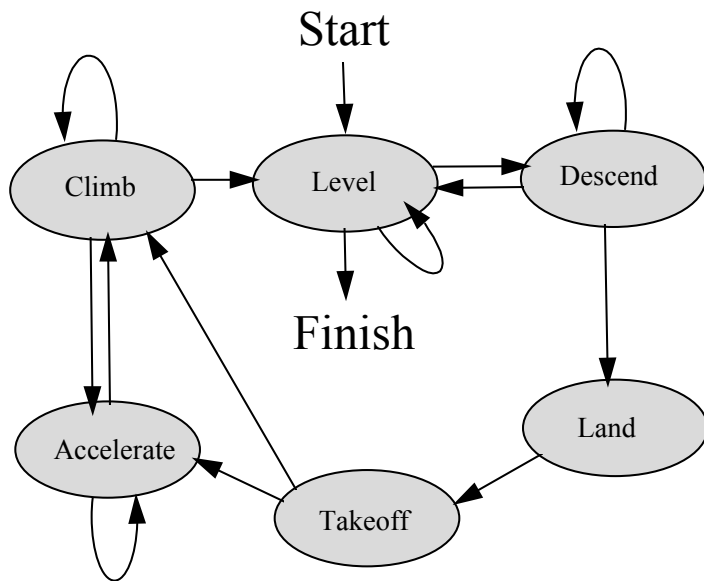 Start
Climb
Level
Descend
Finish
Accelerate
Land
Takeoff